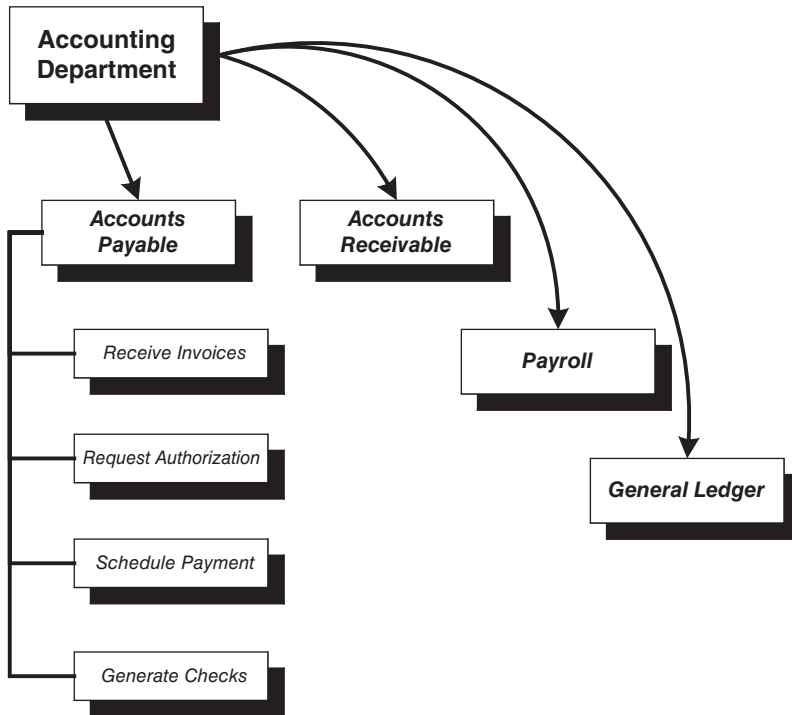 Accounting
Department
Accounts
Payable
Accounts
Receivable
Receive Invoices
Payroll
Request Authorization
General Ledger
Schedule Payment
Generate Checks